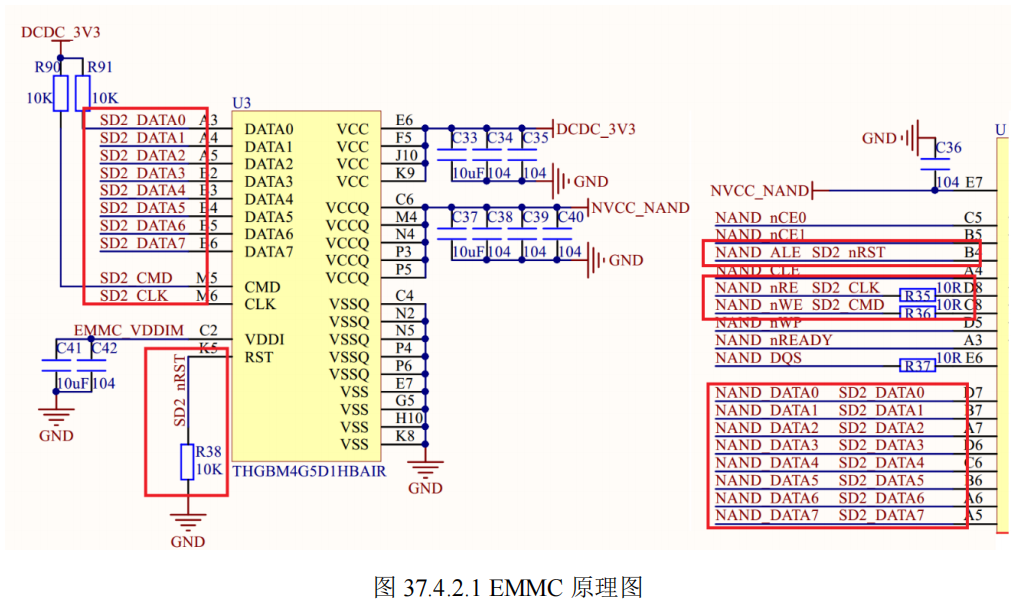 DCDC_3V3
R90 R91
10K 10K
U3
SD2_DATA0 A3 DATA0
SD2_DATA1 A4 DATA1
SD2_DATA2 A5 DATA2
SD2_DATA3 E2 DATA3
SD2_DATA4 E3 DATA4
SD2_DATA5 E4 DATA5
SD2_DATA6 E5 DATA6
SD2_DATA7 E6 DATA7
SD2_CMD M5 CMD
SD2_CLK M6 CLK
EMMC_VDDIM C2 VDDI
K5 RST
C41 C42
10uF 104
GND
SD2_nRST
R38
10K
GND
THGBM4G5D1HBAIR
VCC E6
VCC F5
VCC J10
VCC K9
VCCQ C6
VCCQ M4
VCCQ N4
VCCQ P3
VCCQ P5
VSSQ C4
VSSQ N2
VSSQ N5
VSSQ P4
VSSQ P6
VSS E7
VSS G5
VSS H10
VSS K8
GND
DCDC_3V3
C33 C34 C35
10uF 104 104
GND
NVCC_NAND
C37 C38 C39 C40
10uF 104 104 104
GND
U
GND
C36
104 E7
NVCC_NAND
NAND_nCE0 C5
NAND_nCE1 B5
NAND_ALE SD2_nRST B4
NAND_CLE A4
NAND_nRE SD2_CLK R35 10R D8
NAND_nWE SD2_CMD R36 10R C8
NAND_nWP D5
NAND_nREADY A3
NAND_DQS R37 10R E6
NAND_DATA0 SD2_DATA0 D7
NAND_DATA1 SD2_DATA1 B7
NAND_DATA2 SD2_DATA2 A7
NAND_DATA3 SD2_DATA3 D6
NAND_DATA4 SD2_DATA4 C6
NAND_DATA5 SD2_DATA5 B6
NAND_DATA6 SD2_DATA6 A6
NAND_DATA7 SD2_DATA7 A5
图 37.4.2.1 EMMC 原理图